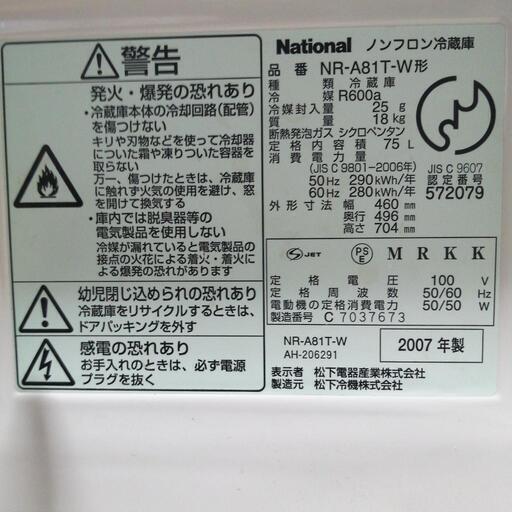 警告
発火・爆発の恐れあり
・冷蔵庫本体の冷却回路(配管)
を傷つけない
キリや刃物などを使って冷却器
についた霜や凍りついた容器を
取らない
万一、傷つけたときは、冷蔵庫
に触れず火気の使用を避け、窓
を開けて換気する
・庫内では脱臭器等の
電気製品を使用しない
冷媒が漏れていると電気製品の
接点の火花による着火・着火に
よる爆発の恐れがあります
幼児閉じ込められの恐れあり
冷蔵庫をリサイクルするときは、
ドアパッキングを外す
感電の恐れあり
お手入れのときは、必ず電源
プラグを抜く
National ノンフロン冷蔵庫
品番 NR-A81T-W形
種類 冷蔵庫
冷媒 R600a
冷媒封入量 25 g
質量 18 kg
断熱発泡ガス シクロペンタン
定格内容積 75 L
消費電力量
(JIS C 9801-2006年)
50 Hz 290 kWh/年
60 Hz 280 kWh/年
外形寸法 幅 460 mm
奥行 496 mm
高さ 704 mm
JIS C 9607
認定番号
572079
S JET PS E MRKK
定格電圧 100 V
定格周波数 50/60 Hz
電動機の定格消費電力 50/50 W
製造番号 C 7037673
NR-A81T-W
AH-206291
2007 年製
表示者 松下電器産業株式会社
製造元 松下冷機株式会社